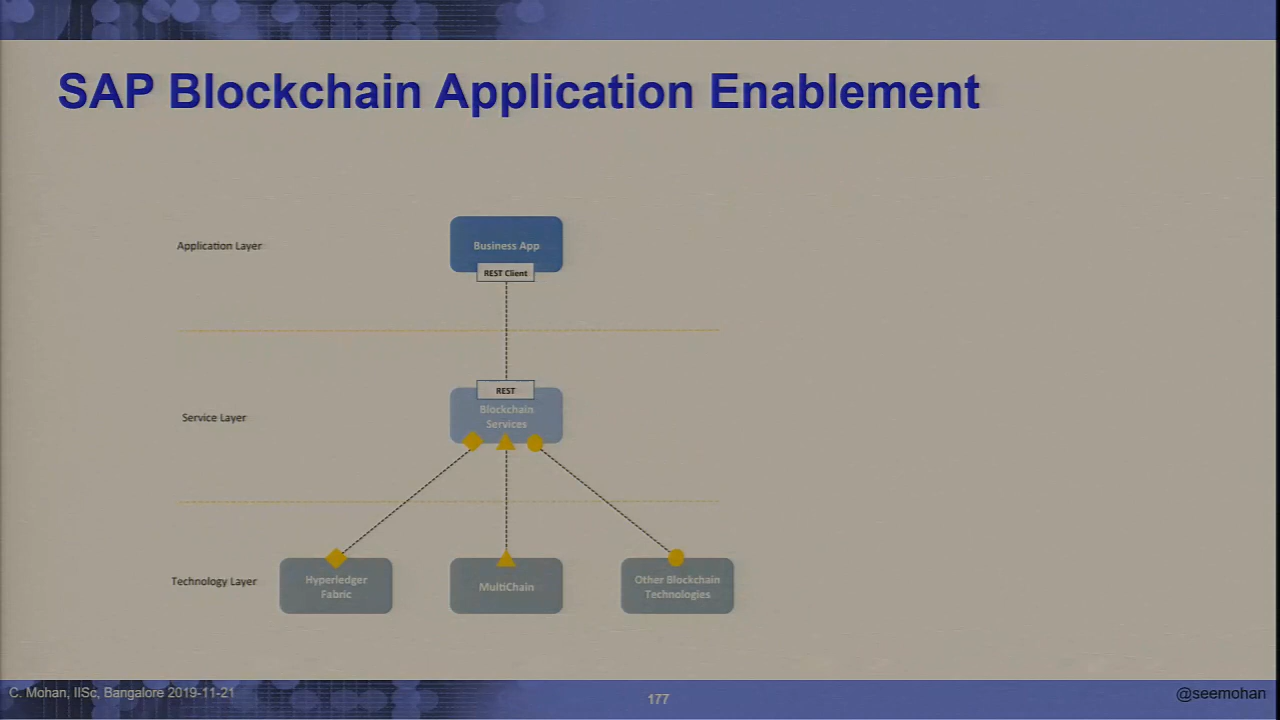 SAP Blockchain Application Enablement
Application Layer
Business App
REST Client
REST
Service Layer
Blockchain
Services
Technology Layer
Hyperledger
Fabric
MultiChain
Other Blockchain
Technologies
C. Mohan, IISc, Bangalore 2019-11-21
177
@seemohan